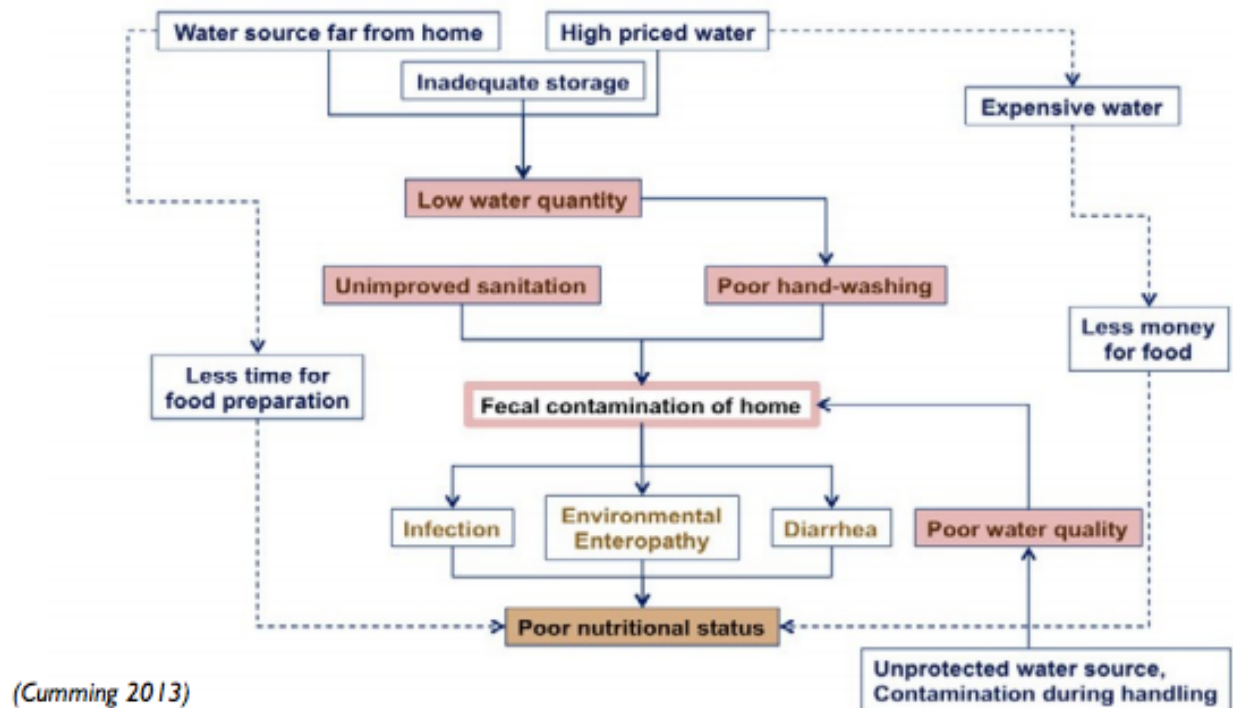 Water source far from home
High priced water
Inadequate storage
Expensive water
Low water quantity
Unimproved sanitation
Poor hand-washing
Less money
for food
Less time for
food preparation
Fecal contamination of home
Infection
Environmental
Enteropathy
Diarrhea
Poor water quality
Poor nutritional status
Unprotected water source,
Contamination during handling
(Cumming 2013)